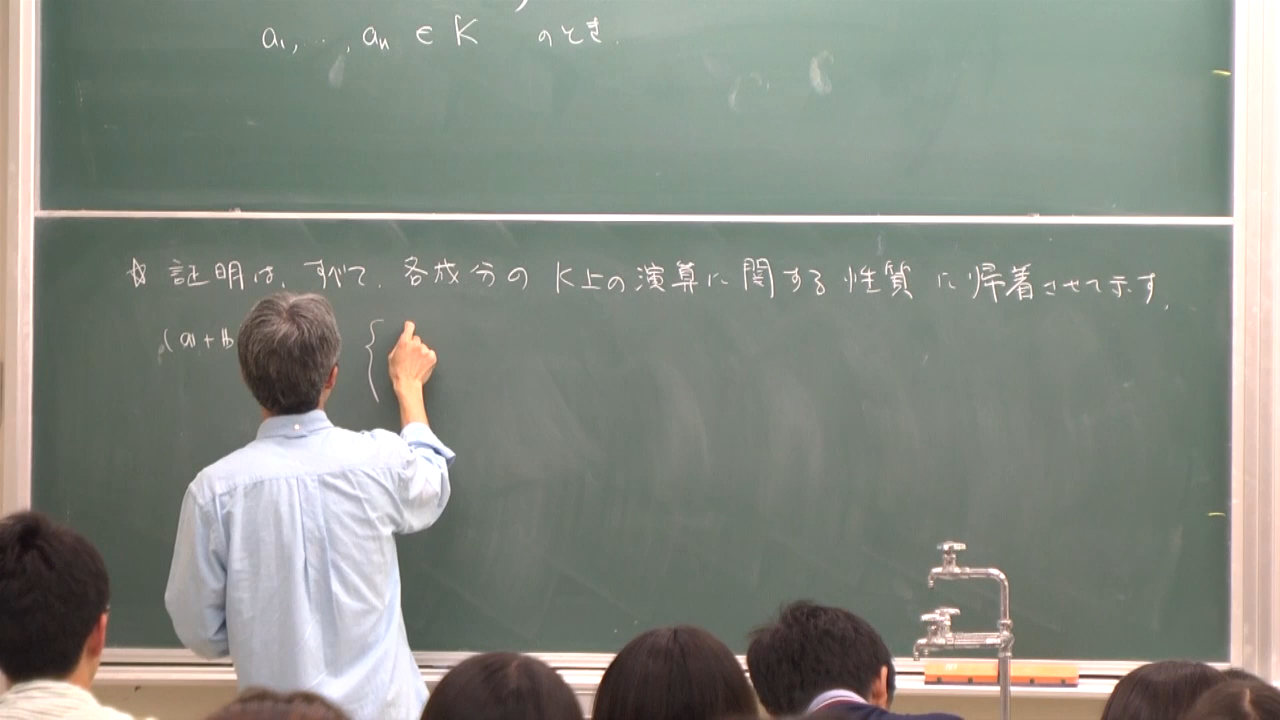 a₁, …, aₙ ∈ K のとき.
☆ 証明は、すべて、各成分の K上の演算に関する性質に帰着させて示す.
(𝕒 + 𝕓 {